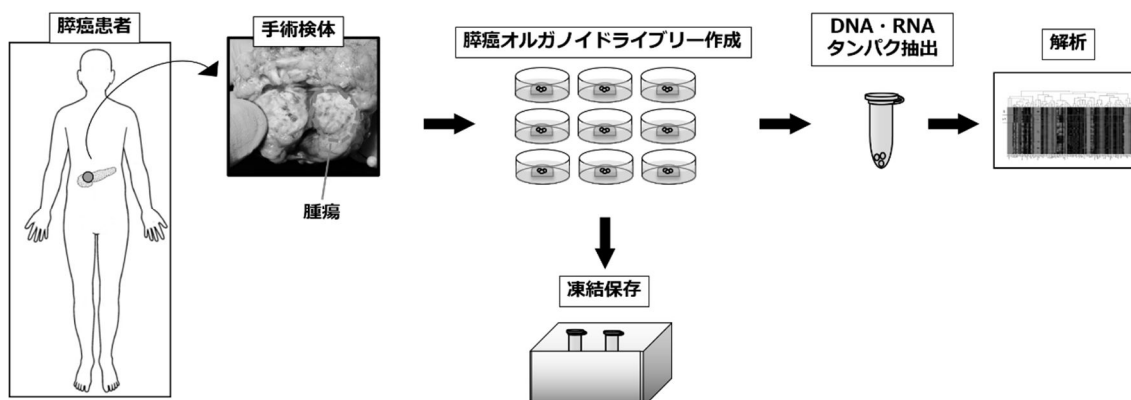 膵癌患者
手術検体
腫瘍
膵癌オルガノイドライブリー作成
凍結保存
DNA・RNA
タンパク抽出
解析